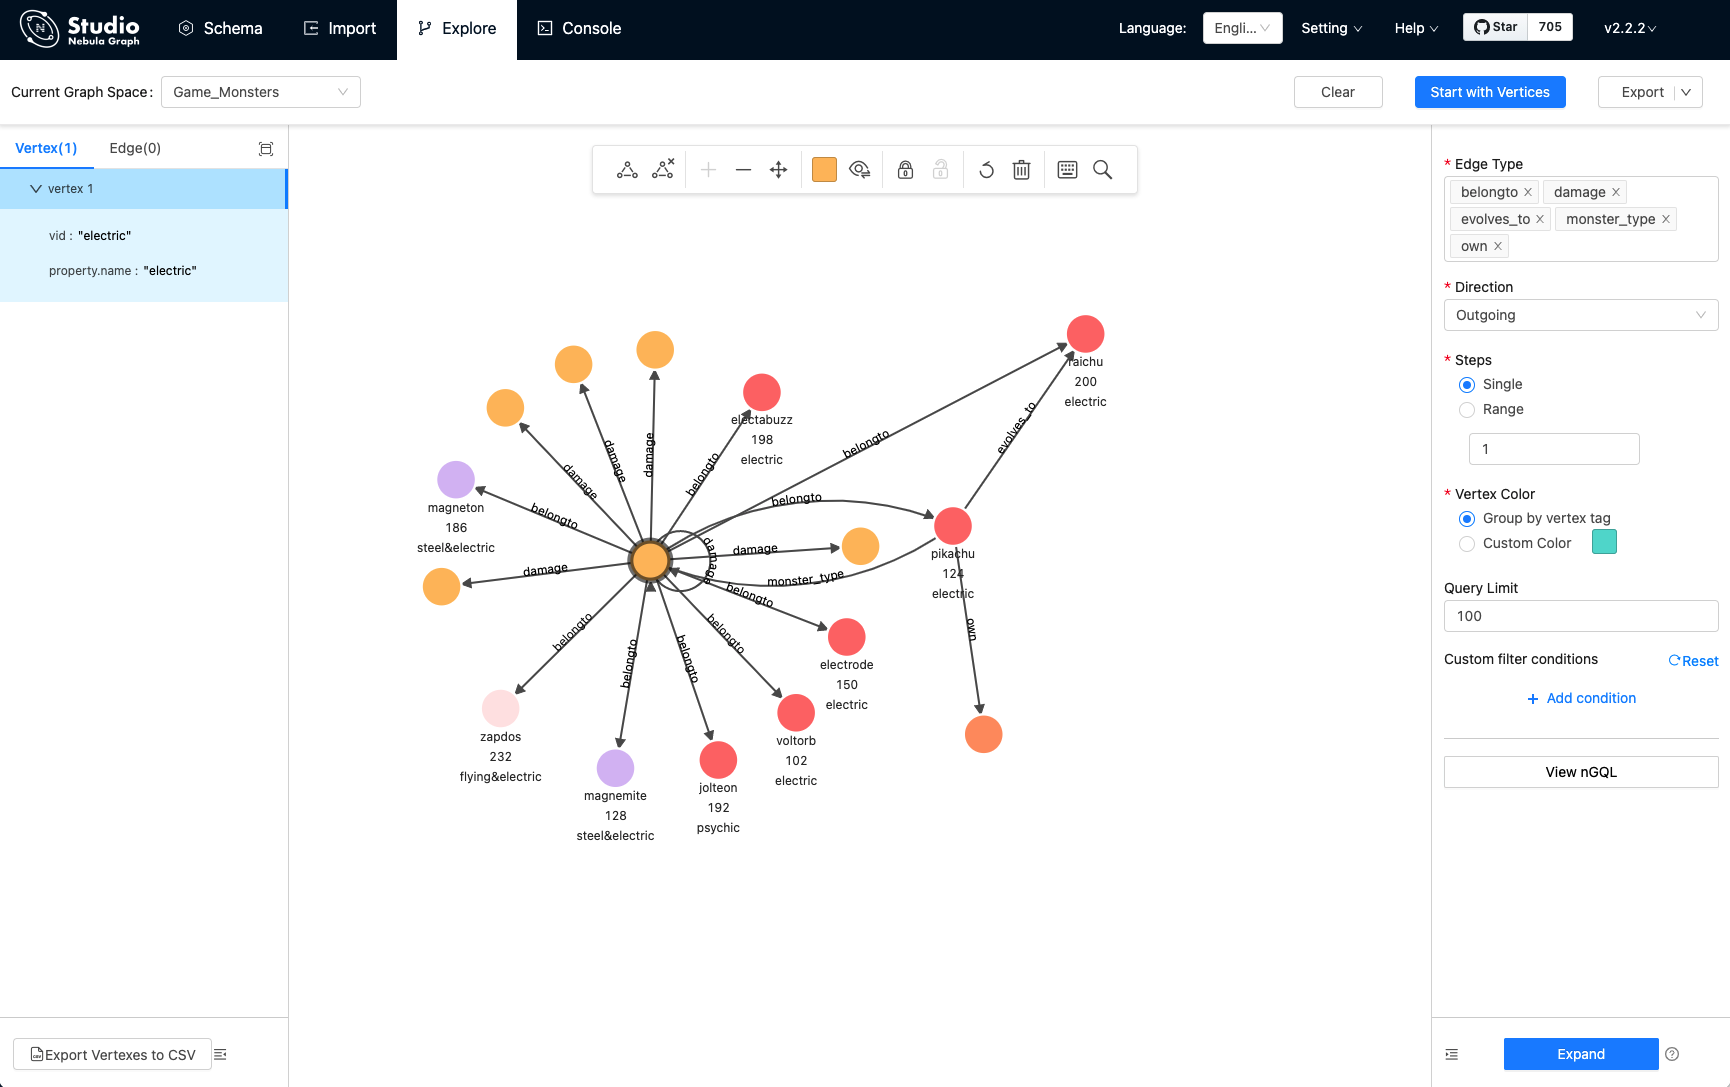 Studio
Nebula Graph
Schema
Import
Explore
Console
Language:
Engli...
Setting
Help
Star
705
v2.2.2
Current Graph Space:
Game_Monsters
Clear
Start with Vertices
Export
Vertex(1)
Edge(0)
vertex 1
vid : "electric"
property.name : "electric"
Export Vertexes to CSV
raichu
200
electric
electabuzz
198
electric
magneton
186
steel&electric
pikachu
124
electric
electrode
150
electric
voltorb
102
electric
jolteon
192
psychic
magnemite
128
steel&electric
zapdos
232
flying&electric
damage
damage
damage
belongto
belongto
evolves_to
belongto
belongto
damage
damage
damage
monster_type
belongto
belongto
belongto
belongto
belongto
own
* Edge Type
belongto
damage
evolves_to
monster_type
own
* Direction
Outgoing
* Steps
Single
Range
1
* Vertex Color
Group by vertex tag
Custom Color
Query Limit
100
Custom filter conditions
Reset
+ Add condition
View nGQL
Expand